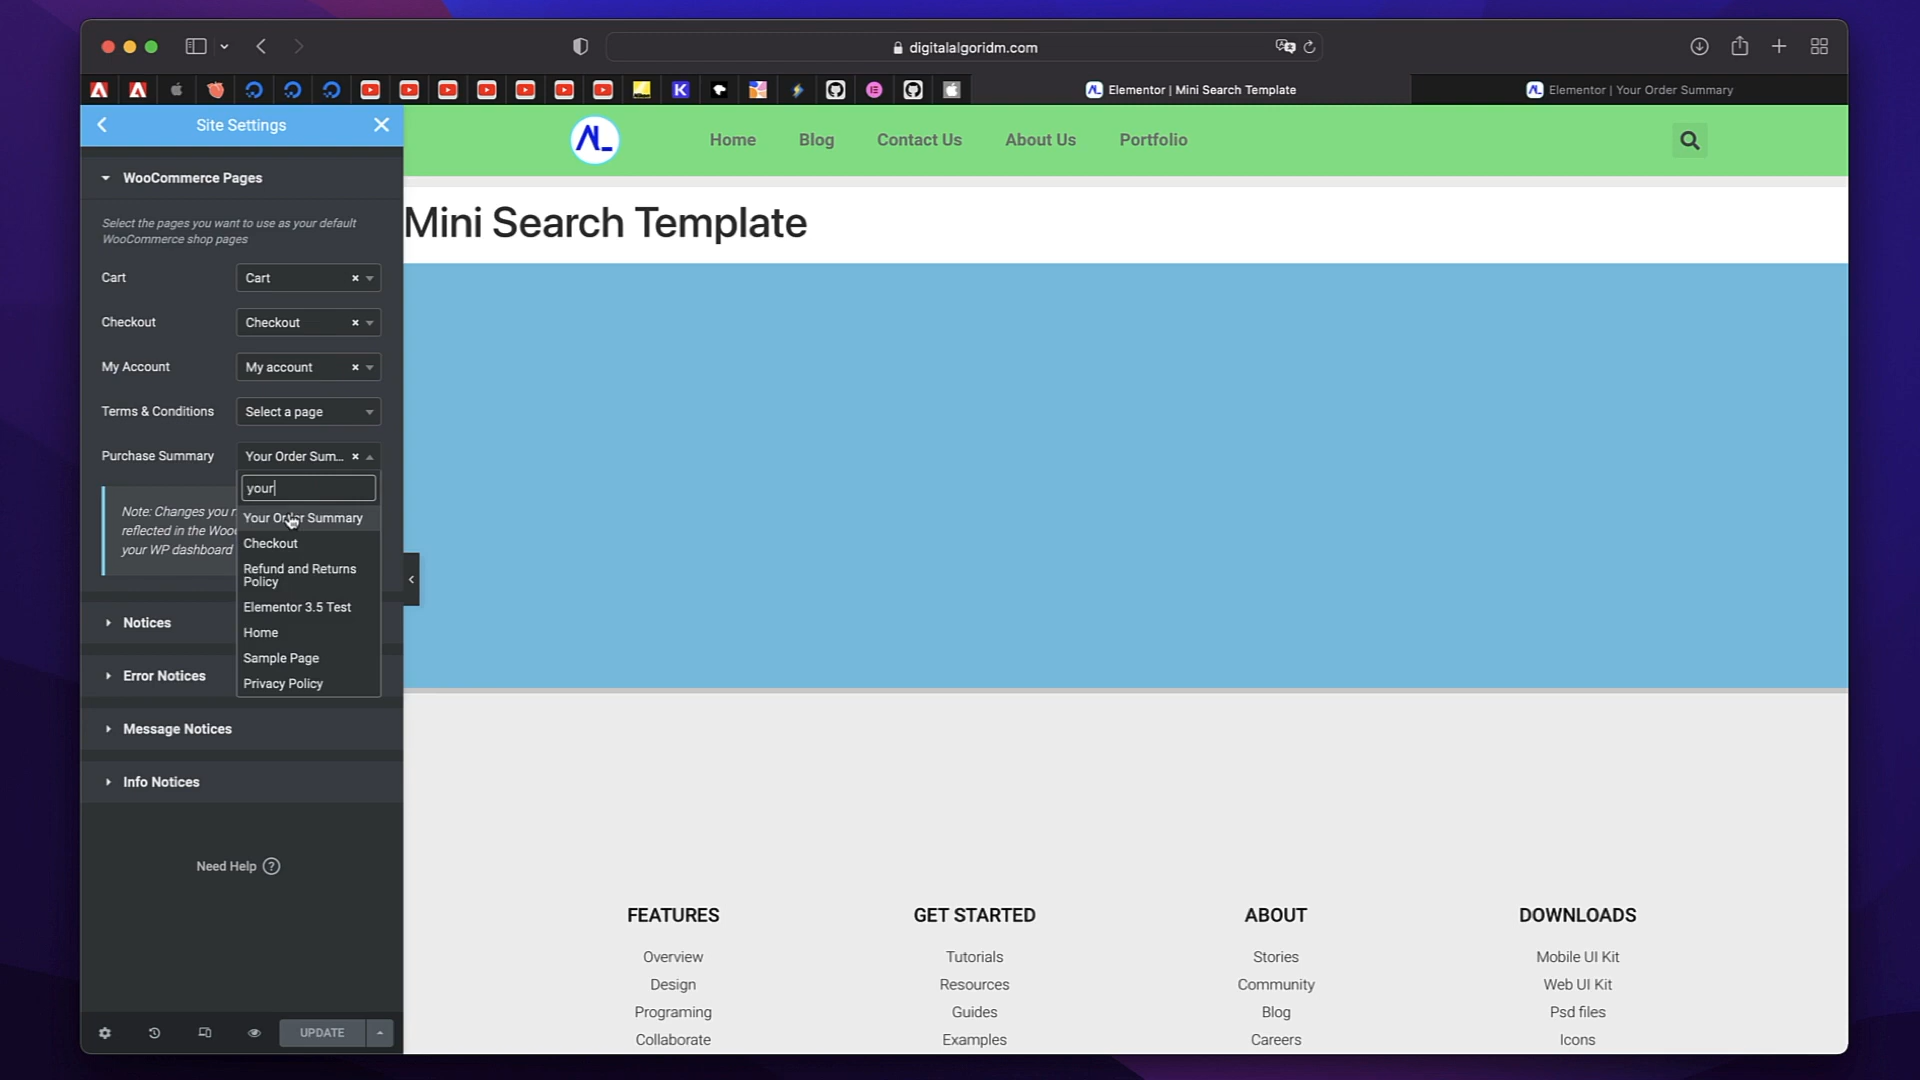 digitalalgoridm.com
Elementor | Mini Search Template
Elementor | Your Order Summary
Site Settings
WooCommerce Pages
Select the pages you want to use as your default
WooCommerce shop pages
Cart
Cart
Checkout
Checkout
My Account
My account
Terms & Conditions
Select a page
Purchase Summary
Your Order Sum...
your
Note: Changes you
reflected in the
your WP dashboard
Your Order Summary
Checkout
Refund and Returns
Policy
Elementor 3.5 Test
Home
Sample Page
Privacy Policy
Notices
Error Notices
Message Notices
Info Notices
Need Help
UPDATE
AL_
Home
Blog
Contact Us
About Us
Portfolio
Mini Search Template
FEATURES
Overview
Design
Programing
Collaborate
GET STARTED
Tutorials
Resources
Guides
Examples
ABOUT
Stories
Community
Blog
Careers
DOWNLOADS
Mobile UI Kit
Web UI Kit
Psd files
Icons